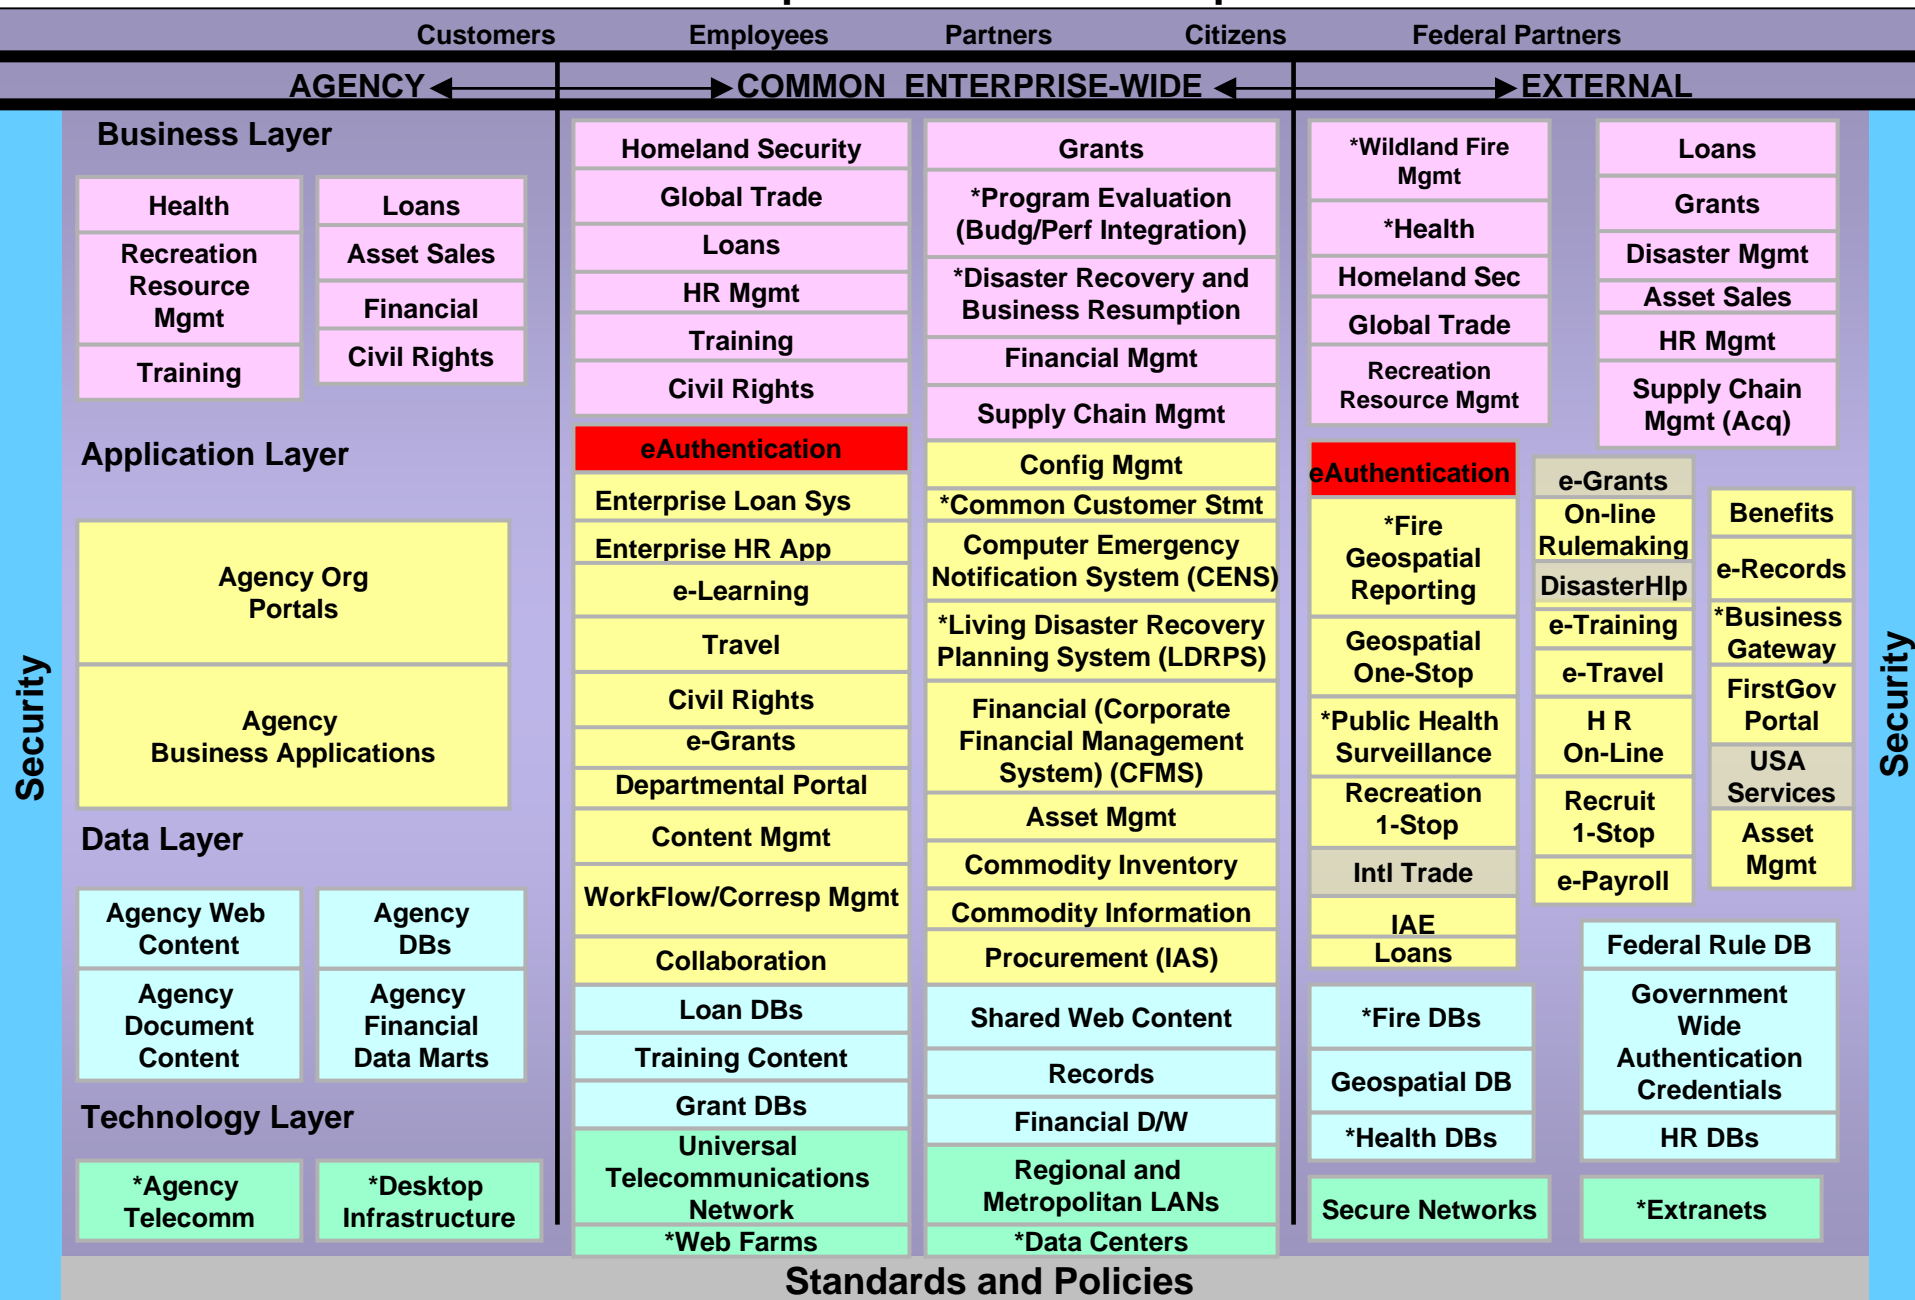 Customers Employees Partners Citizens Federal Partners
AGENCY COMMON ENTERPRISE-WIDE EXTERNAL
Security
Business Layer
Health
Recreation
Resource
Mgmt
Training
Loans
Asset Sales
Financial
Civil Rights
Application Layer
Agency Org
Portals
Agency
Business Applications
Data Layer
Agency Web
Content
Agency
Document
Content
Agency
DBs
Agency
Financial
Data Marts
Technology Layer
*Agency
Telecomm
*Desktop
Infrastructure
Homeland Security
Global Trade
Loans
HR Mgmt
Training
Civil Rights
eAuthentication
Enterprise Loan Sys
Enterprise HR App
e-Learning
Travel
Civil Rights
e-Grants
Departmental Portal
Content Mgmt
WorkFlow/Corresp Mgmt
Collaboration
Loan DBs
Training Content
Grant DBs
Universal
Telecommunications
Network
*Web Farms
Grants
*Program Evaluation
(Budg/Perf Integration)
*Disaster Recovery and
Business Resumption
Financial Mgmt
Supply Chain Mgmt
Config Mgmt
*Common Customer Stmt
Computer Emergency
Notification System (CENS)
*Living Disaster Recovery
Planning System (LDRPS)
Financial (Corporate
Financial Management
System) (CFMS)
Asset Mgmt
Commodity Inventory
Commodity Information
Procurement (IAS)
Shared Web Content
Records
Financial D/W
Regional and
Metropolitan LANs
*Data Centers
*Wildland Fire
Mgmt
*Health
Homeland Sec
Global Trade
Recreation
Resource Mgmt
Loans
Grants
Disaster Mgmt
Asset Sales
HR Mgmt
Supply Chain
Mgmt (Acq)
eAuthentication
*Fire
Geospatial
Reporting
Geospatial
One-Stop
*Public Health
Surveillance
Recreation
1-Stop
Intl Trade
IAE
Loans
e-Grants
On-line
Rulemaking
DisasterHlp
e-Training
e-Travel
H R
On-Line
Recruit
1-Stop
e-Payroll
Benefits
e-Records
*Business
Gateway
FirstGov
Portal
USA
Services
Asset
Mgmt
*Fire DBs
Geospatial DB
*Health DBs
Federal Rule DB
Government
Wide
Authentication
Credentials
HR DBs
Secure Networks
*Extranets
Security
Standards and Policies